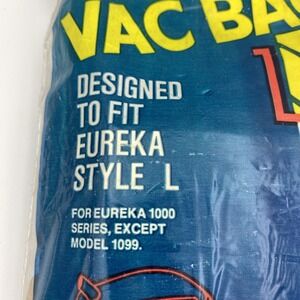 VAC BA
DESIGNED
TO FIT
EUREKA
STYLE L
FOR EUREKA 1000
SERIES, EXCEPT
MODEL 1099.